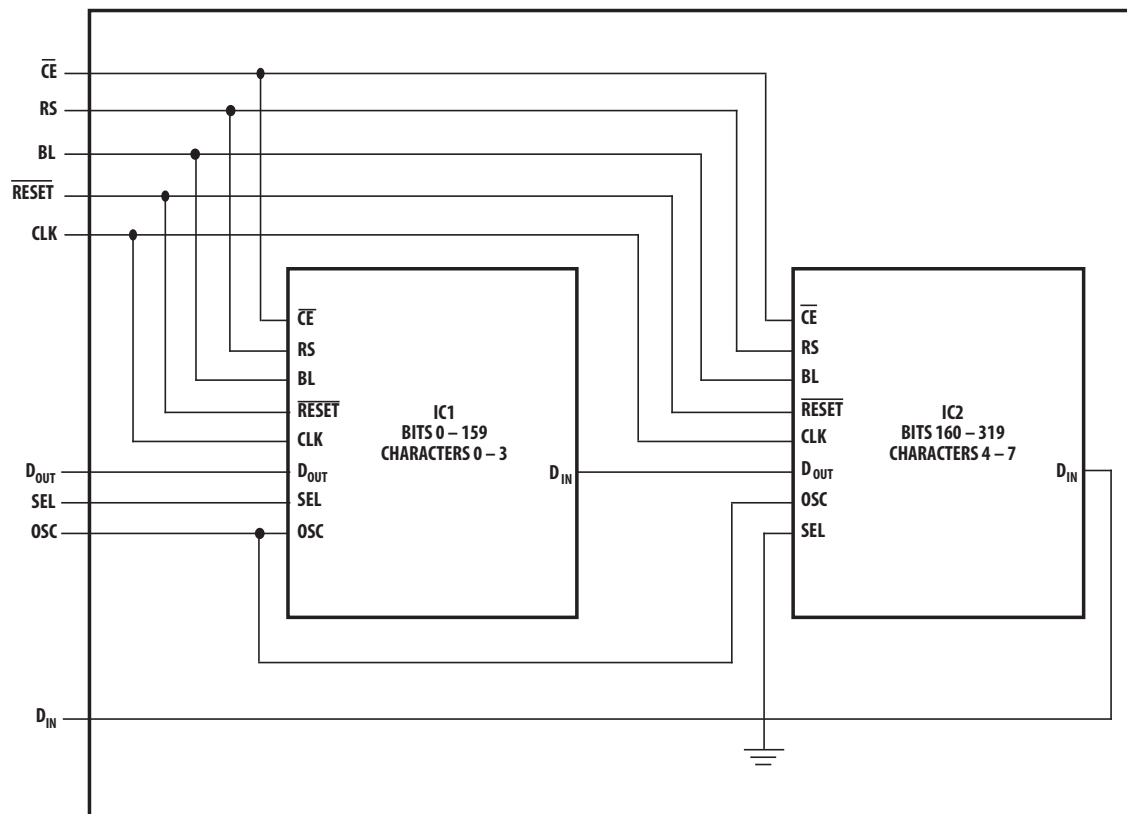 CE
RS
BL
RESET
CLK
DOUT
SEL
OSC
DIN
CE
RS
BL
RESET
CLK
DOUT
SEL
OSC
IC1
BITS 0 – 159
CHARACTERS 0 – 3
DIN
CE
RS
BL
RESET
CLK
DOUT
OSC
SEL
IC2
BITS 160 – 319
CHARACTERS 4 – 7
DIN